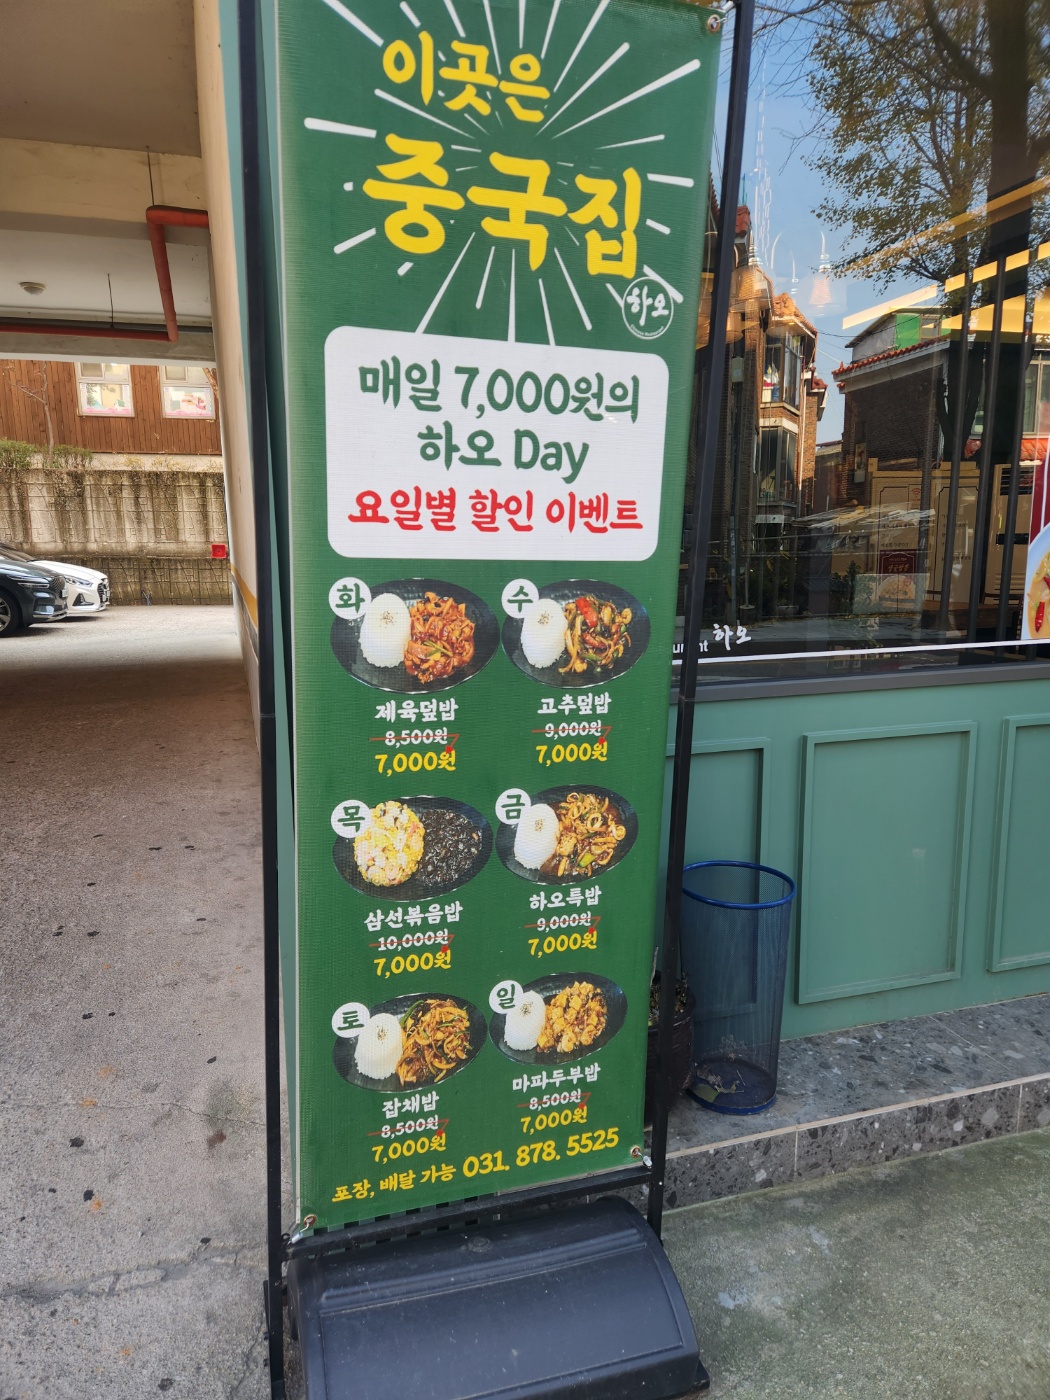 이곳은
중국집
하오
매일 7,000원의
하오 Day
요일별 할인 이벤트
화
제육덮밥
8,500원
7,000원
수
고추덮밥
9,000원
7,000원
목
삼선볶음밥
10,000원
7,000원
금
하오특밥
9,000원
7,000원
토
잡채밥
8,500원
7,000원
일
마파두부밥
8,500원
7,000원
포장, 배달 가능 031. 878. 5525
하오